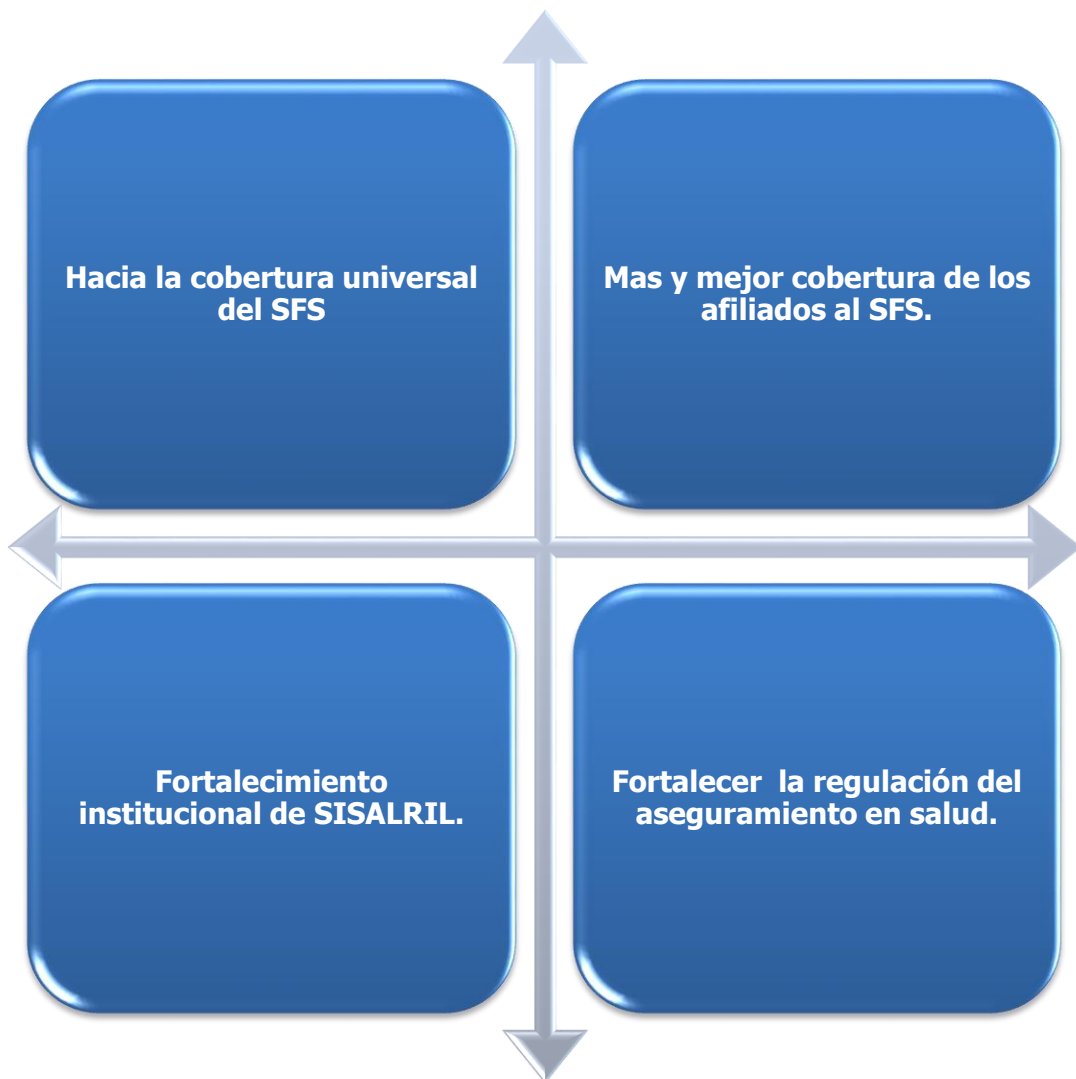 Hacia la cobertura universal
del SFS
Mas y mejor cobertura de los
afiliados al SFS.
Fortalecimiento
institucional de SISALRIL.
Fortalecer  la regulación del
aseguramiento en salud.